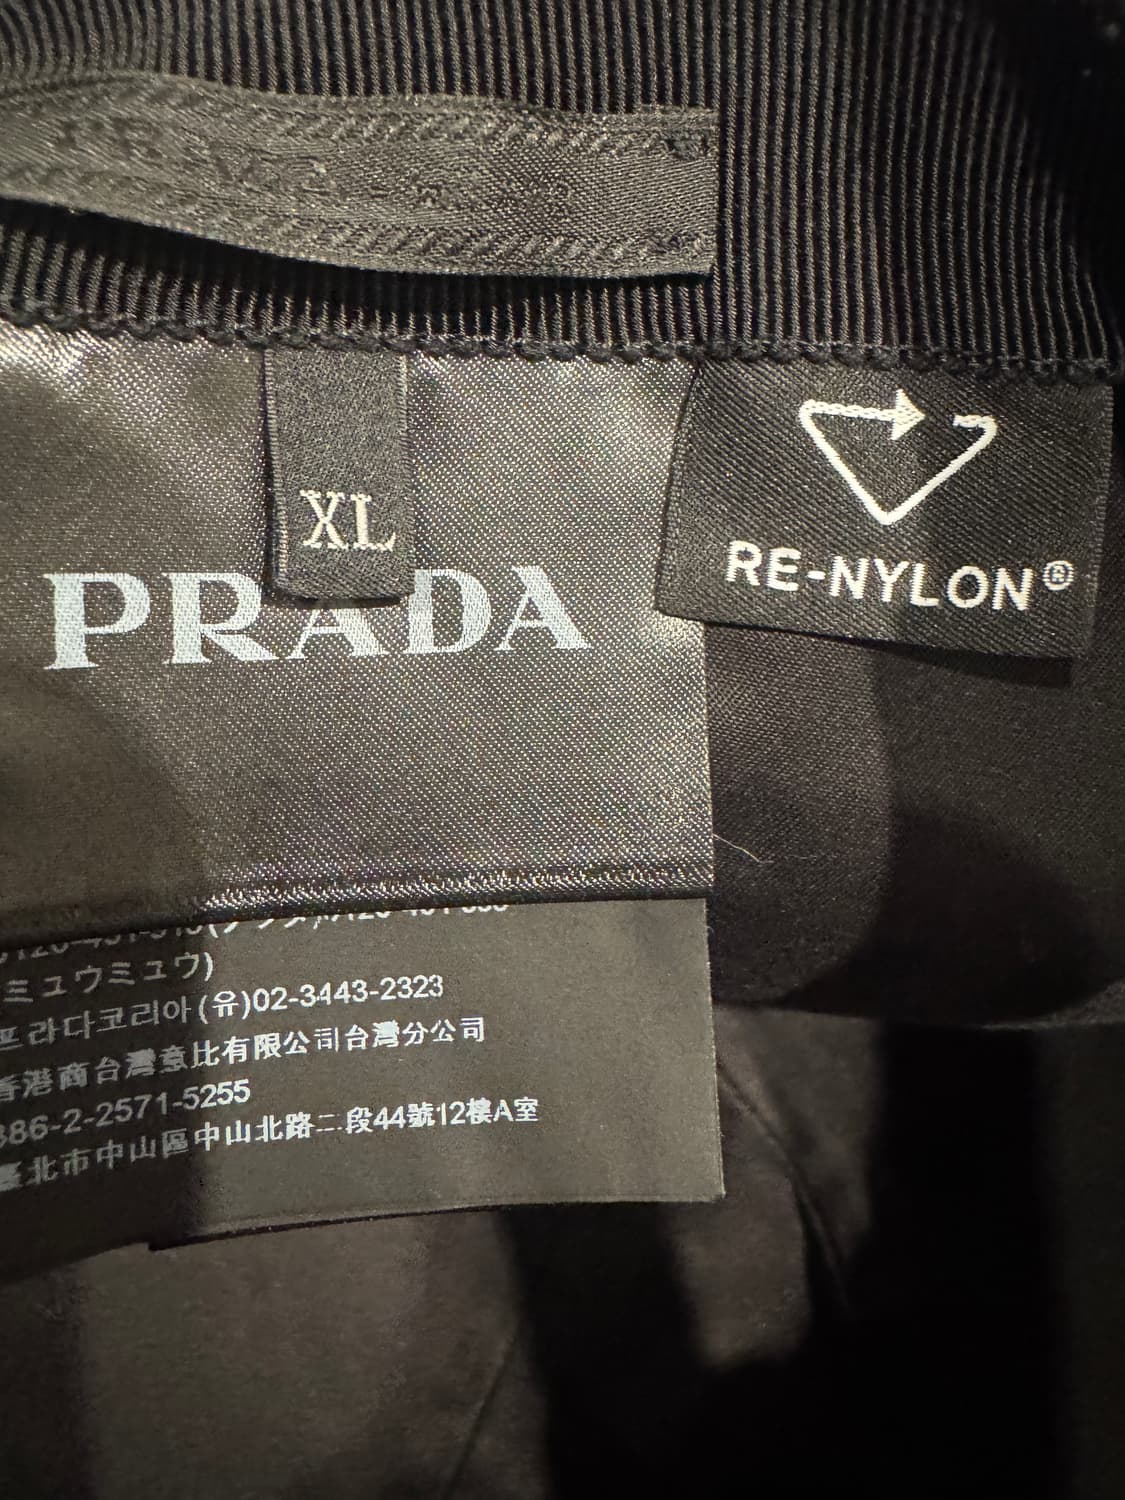 XL
PRADA
RE-NYLON®
(ミュウミュウ)
프라다코리아(유)02-3443-2323
香港商台灣意比有限公司台灣分公司
886-2-2571-5255
臺北市中山區中山北路二段44號12樓A室